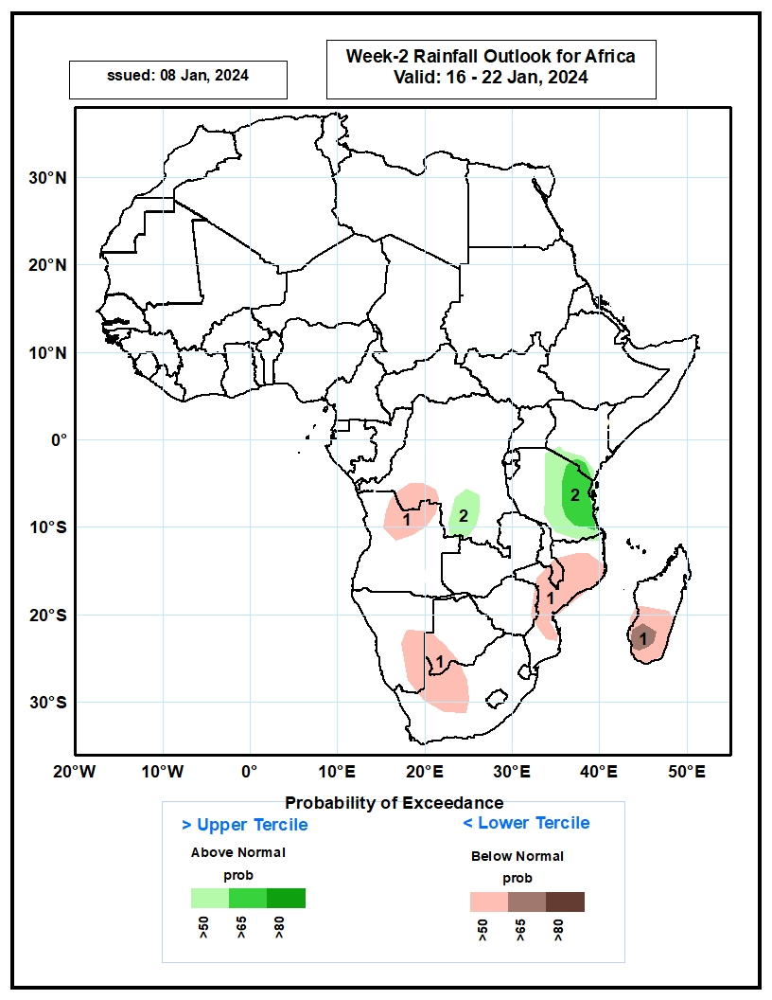 Week-2 Rainfall Outlook for Africa
Valid: 16 - 22 Jan, 2024
ssued: 08 Jan, 2024
30°N
20°N
10°N
0°
10°S
20°S
30°S
1
2
2
1
1
1
20°W
10°W
0°
10°E
20°E
30°E
40°E
50°E
Probability of Exceedance
> Upper Tercile
< Lower Tercile
Above Normal
Below Normal
prob
prob
>50
>65
>80
>50
>65
>80